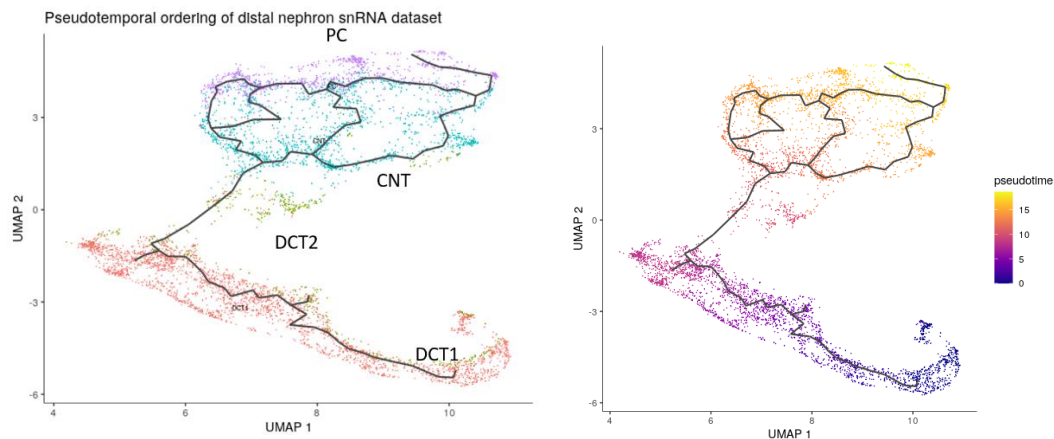 Pseudotemporal ordering of distal nephron snRNA dataset
PC
CNT
CNT
DCT2
DCT1
DCT1
UMAP 2
3
0
-3
-6
4
6
8
10
UMAP 1
UMAP 2
3
0
-3
-6
4
6
8
10
UMAP 1
pseudotime
15
10
5
0